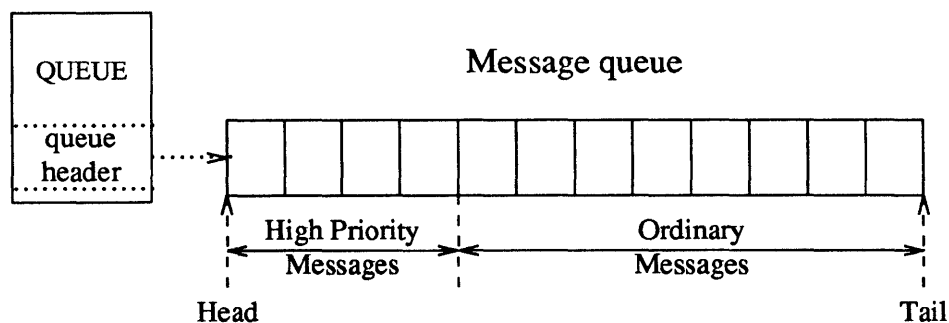 QUEUE
queue
header
Message queue
High Priority
Messages
Ordinary
Messages
Head
Tail